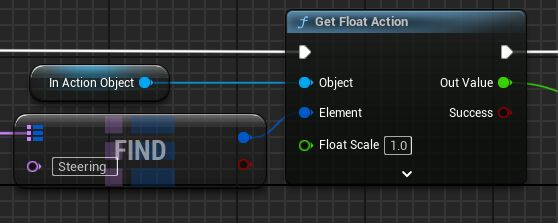 f Get Float Action
In Action Object
Object
Out Value
Element
Success
FIND
Float Scale 1.0
Steering